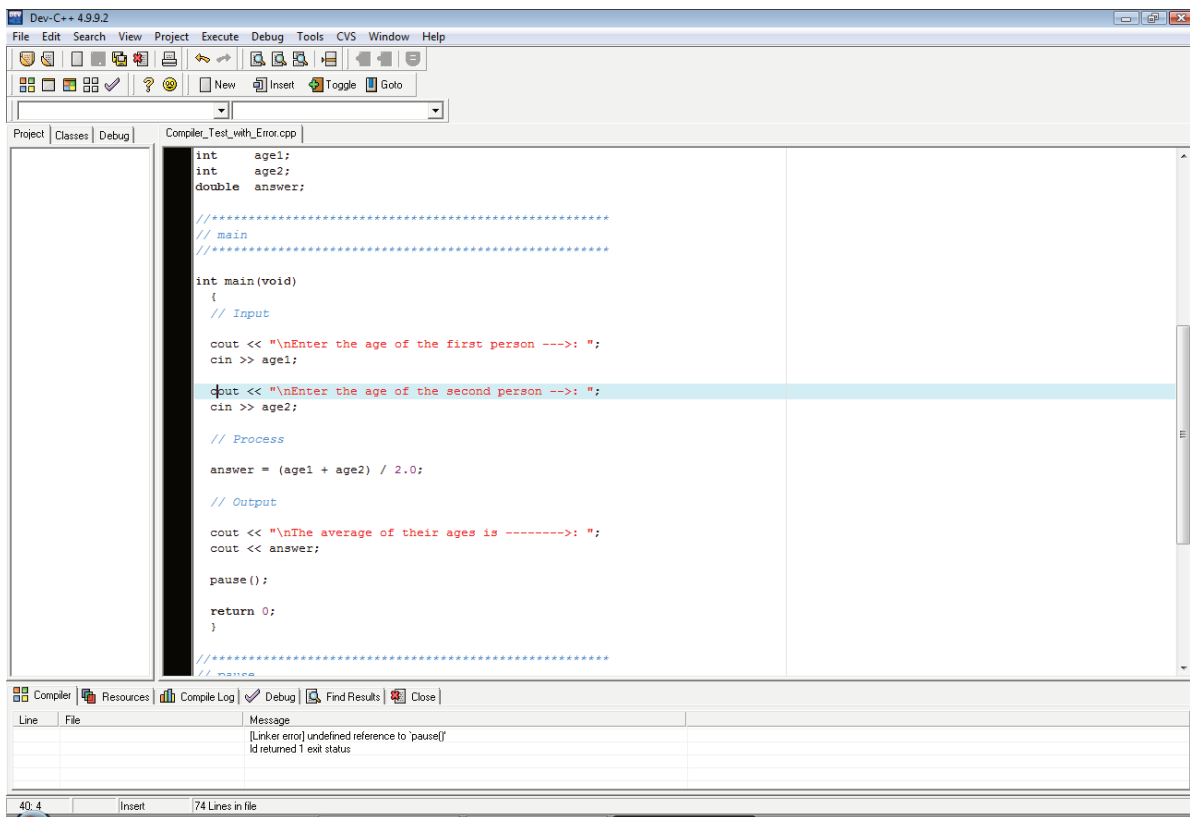 Dev-C++ 4.9.9.2
File Edit Search View Project Execute Debug Tools CVS Window Help
New Insert Toggle Goto
Project Classes Debug Compiler_Test_with_Error.cpp
int age1;
int age2;
double answer;
//******************************************************
// main
//******************************************************
int main(void)
{
// Input
cout << "\nEnter the age of the first person --->: ";
cin >> age1;
cout << "\nEnter the age of the second person -->: ";
cin >> age2;
// Process
answer = (age1 + age2) / 2.0;
// Output
cout << "\nThe average of their ages is -------->: ";
cout << answer;
pause();
return 0;
}
//******************************************************
// pause
Compiler Resources Compile Log Debug Find Results Close
Line File Message
[Linker error] undefined reference to `pause()'
ld returned 1 exit status
40: 4 Insert 74 Lines in file